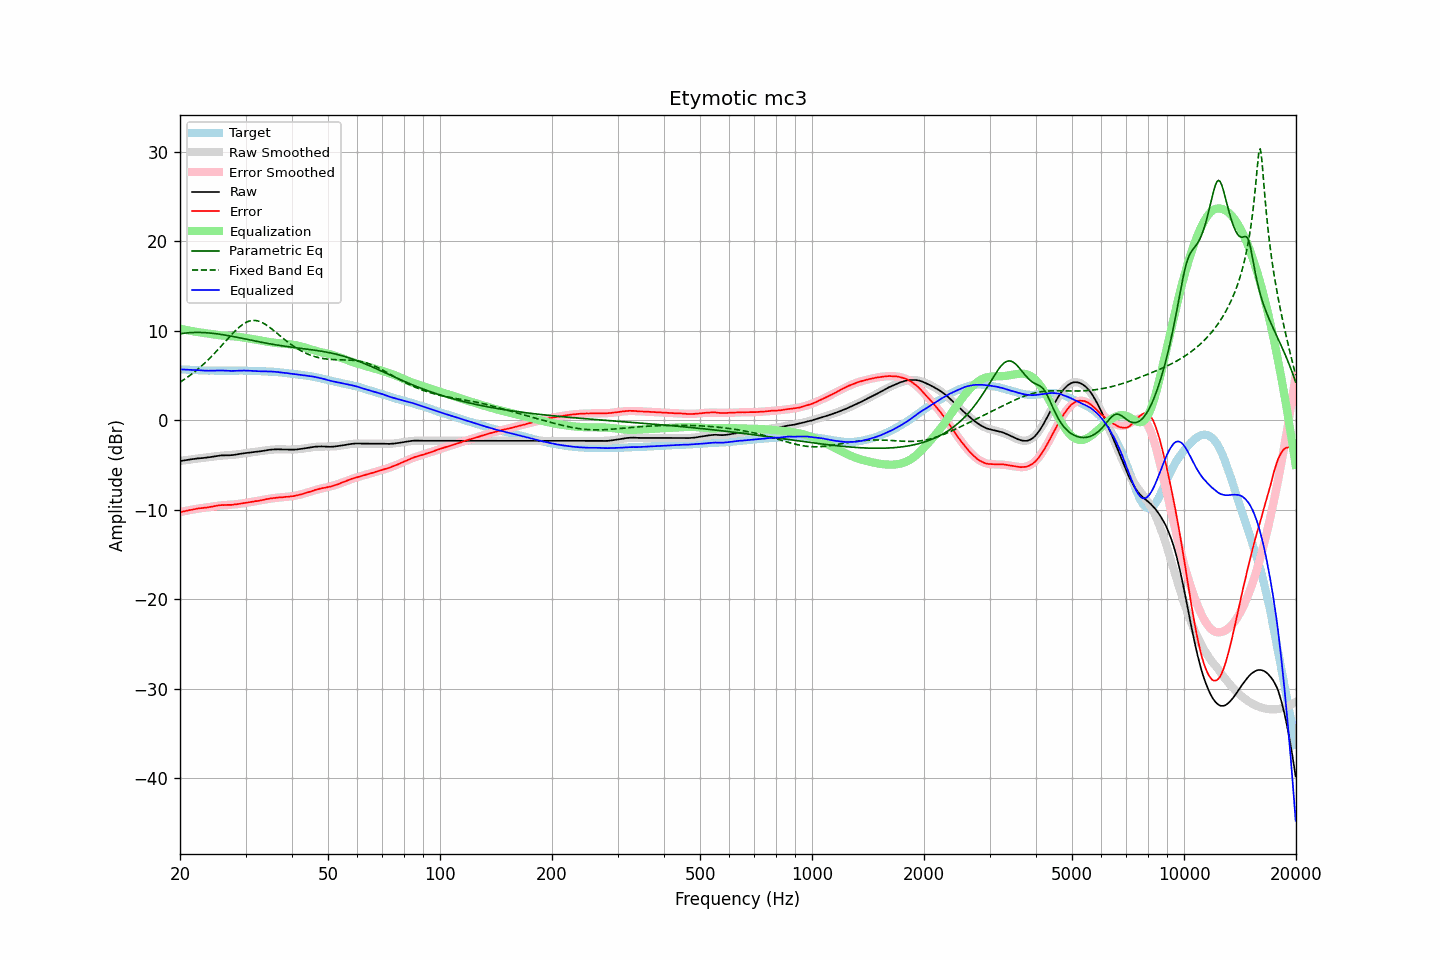 Etymotic mc3
Target
Raw Smoothed
Error Smoothed
Raw
Error
Equalization
Parametric Eq
Fixed Band Eq
Equalized
30
20
10
0
−10
−20
−30
−40
Amplitude (dBr)
20 50 100 200 500 1000 2000 5000 10000 20000
Frequency (Hz)